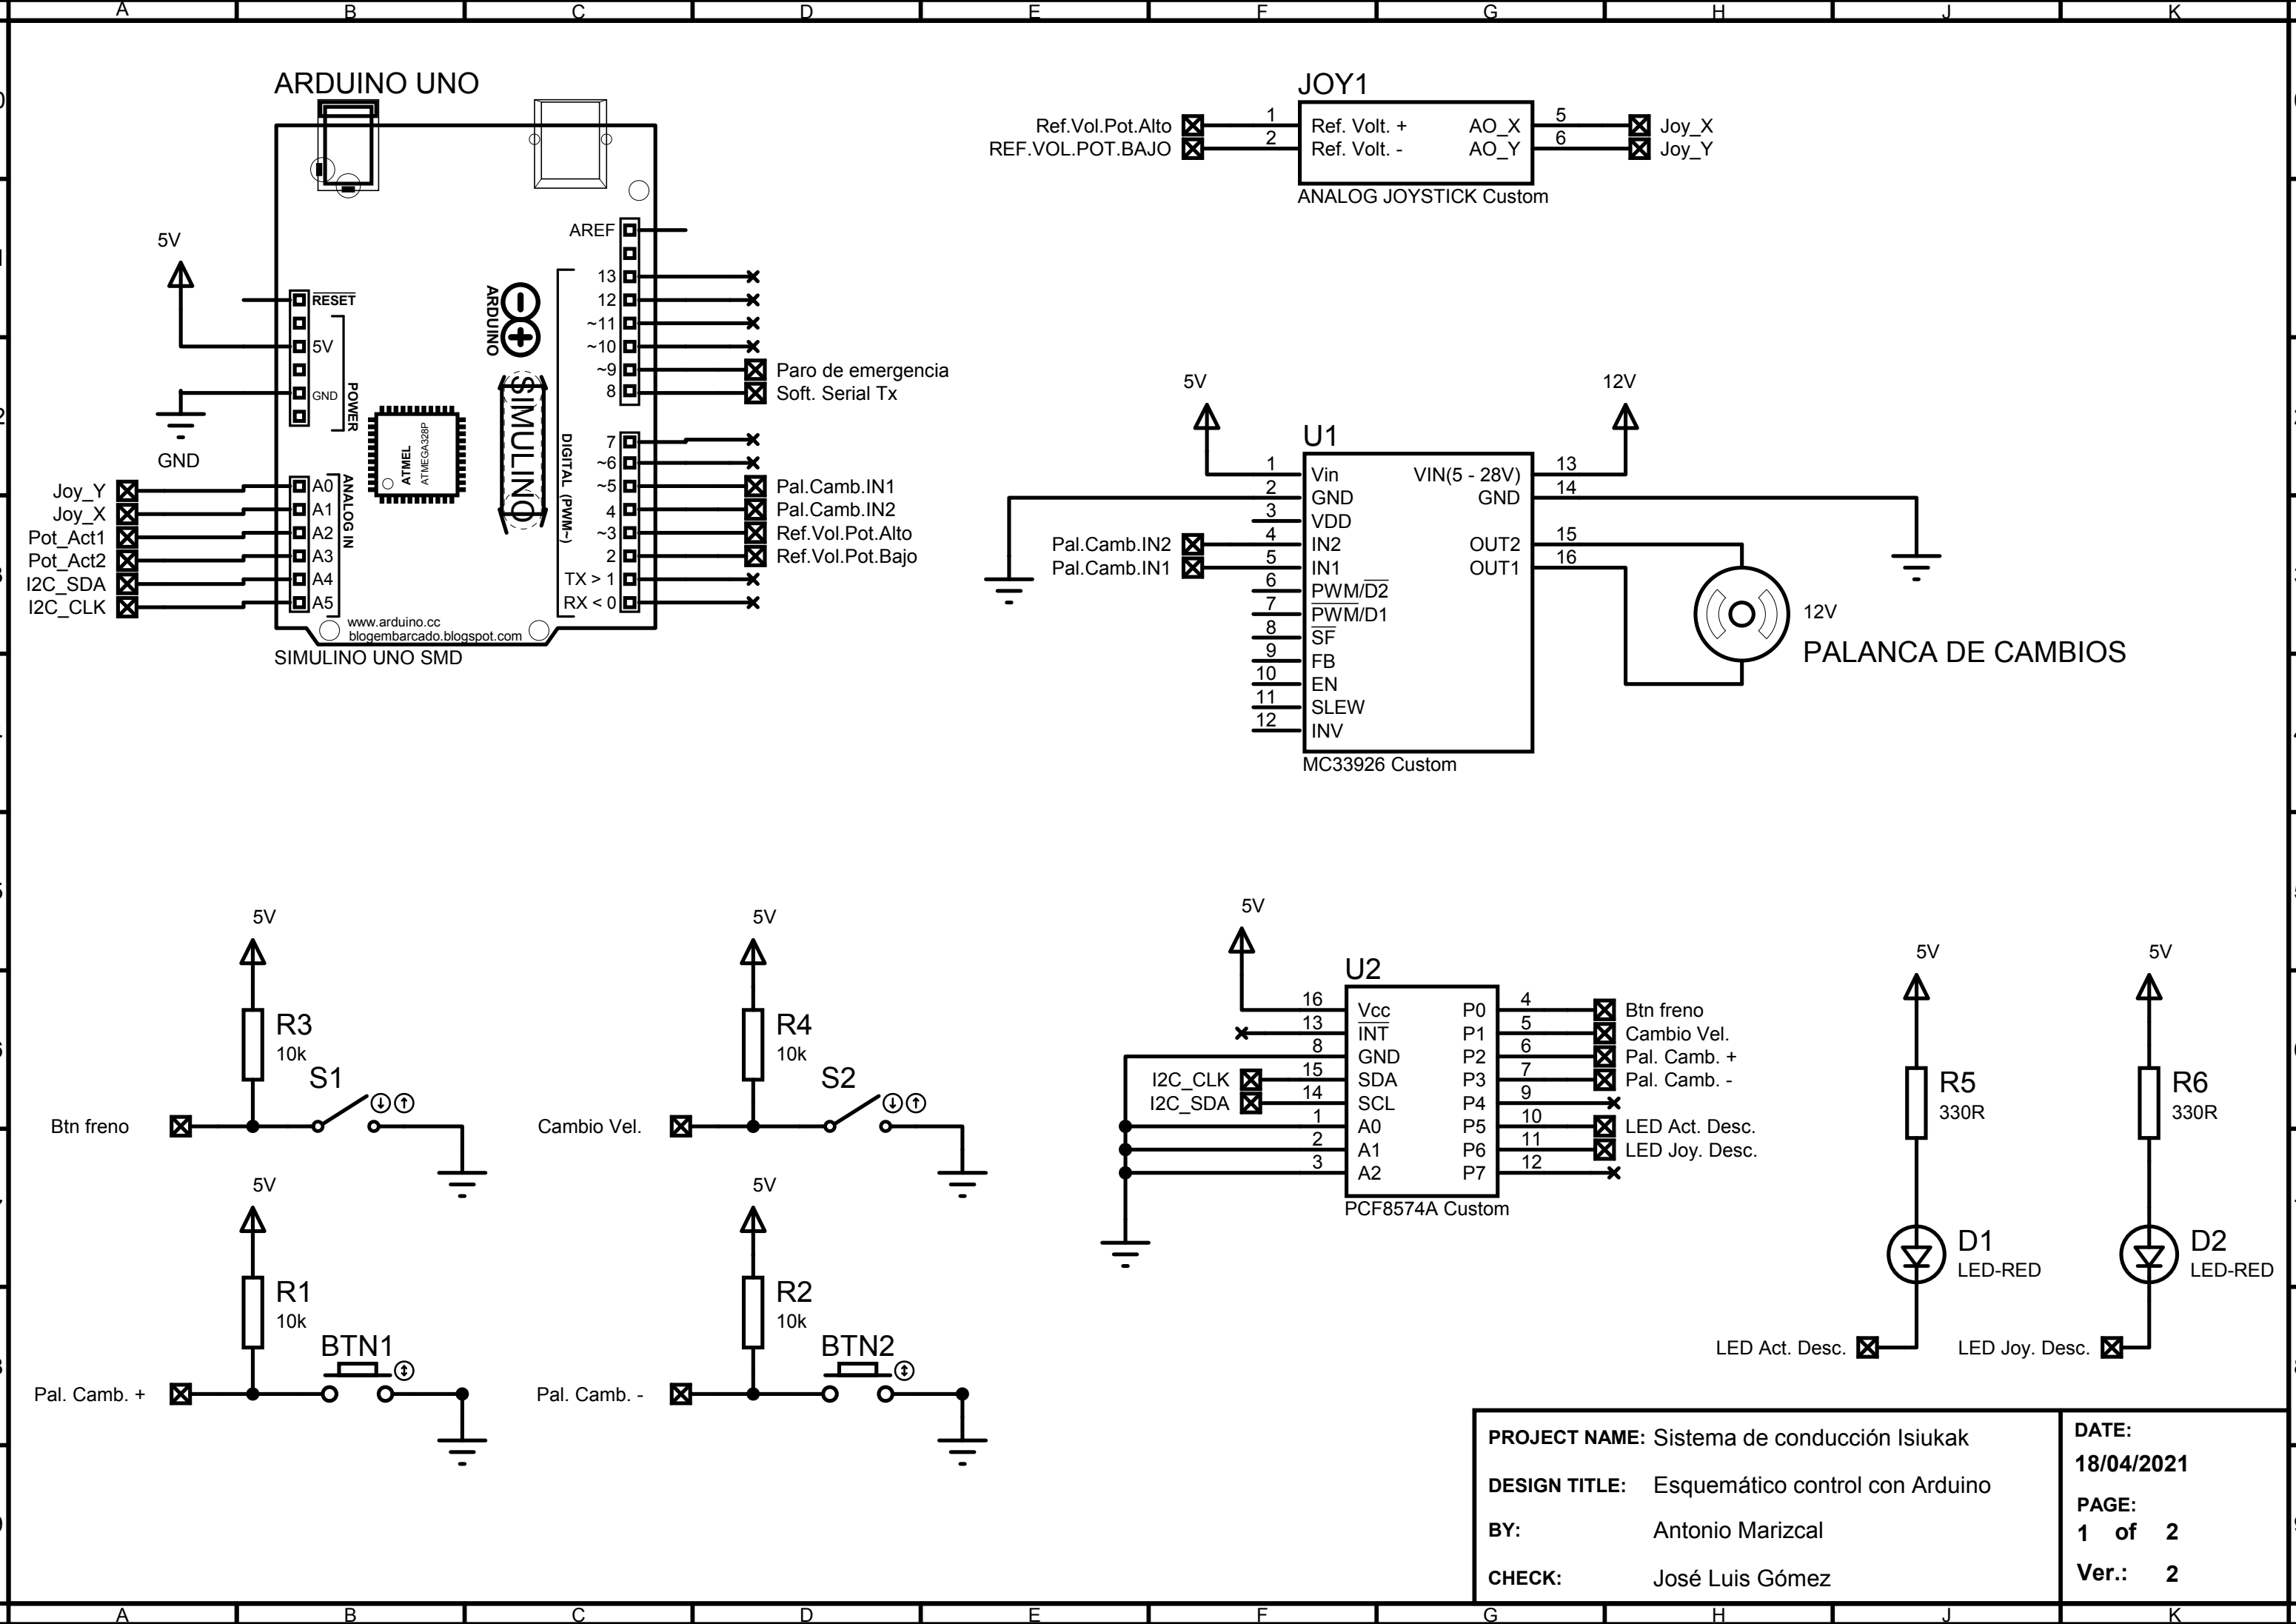 A B C D E F G H J K
ARDUINO UNO
5V
RESET
5V
GND
POWER
GND
ANALOG IN
Joy_Y A0
Joy_X A1
Pot_Act1 A2
Pot_Act2 A3
I2C_SDA A4
I2C_CLK A5
ATMEL
ATMEGA328P
ARDUINO
SIMULINO
www.arduino.cc
blogembarcado.blogspot.com
SIMULINO UNO SMD
AREF
13
12
~11
~10
~9 Paro de emergencia
8 Soft. Serial Tx
DIGITAL (PWM~)
7
~6
~5 Pal.Camb.IN1
4 Pal.Camb.IN2
~3 Ref.Vol.Pot.Alto
2 Ref.Vol.Pot.Bajo
TX > 1
RX < 0
JOY1
Ref.Vol.Pot.Alto 1 Ref. Volt. + AO_X 5 Joy_X
REF.VOL.POT.BAJO 2 Ref. Volt. - AO_Y 6 Joy_Y
ANALOG JOYSTICK Custom
5V 12V
U1
1 Vin VIN(5 - 28V) 13
2 GND GND 14
3 VDD
Pal.Camb.IN2 4 IN2 OUT2 15
Pal.Camb.IN1 5 IN1 OUT1 16
6 PWM/D2
7 PWM/D1
8 SF
9 FB
10 EN
11 SLEW
12 INV
MC33926 Custom
12V
PALANCA DE CAMBIOS
5V
R3
10k
S1
Btn freno
5V
R4
10k
S2
Cambio Vel.
5V
R1
10k
BTN1
Pal. Camb. +
5V
R2
10k
BTN2
Pal. Camb. -
5V
U2
16 Vcc P0 4 Btn freno
13 INT P1 5 Cambio Vel.
8 GND P2 6 Pal. Camb. +
I2C_CLK 15 SDA P3 7 Pal. Camb. -
I2C_SDA 14 SCL P4 9
1 A0 P5 10 LED Act. Desc.
2 A1 P6 11 LED Joy. Desc.
3 A2 P7 12
PCF8574A Custom
5V
R5
330R
D1
LED-RED
LED Act. Desc.
5V
R6
330R
D2
LED-RED
LED Joy. Desc.
PROJECT NAME: Sistema de conducción Isiukak
DESIGN TITLE: Esquemático control con Arduino
BY: Antonio Marizcal
CHECK: José Luis Gómez
DATE:
18/04/2021
PAGE:
1 of 2
Ver.: 2
A B C D E F G H J K